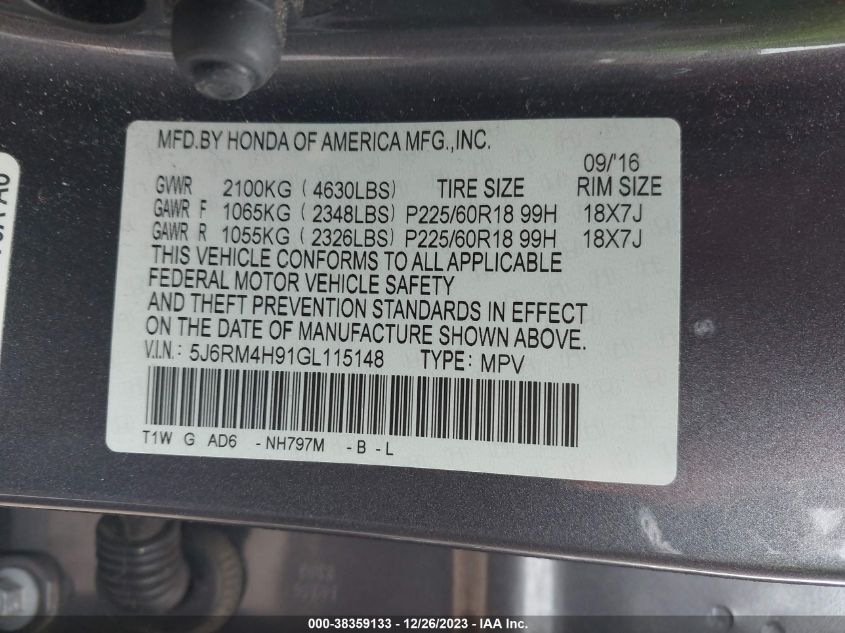 MFD.BY HONDA OF AMERICA MFG.,INC.
09/'16
GVWR 2100KG ( 4630LBS) TIRE SIZE RIM SIZE
GAWR F 1065KG ( 2348LBS) P225/60R18 99H 18X7J
GAWR R 1055KG ( 2326LBS) P225/60R18 99H 18X7J
THIS VEHICLE CONFORMS TO ALL APPLICABLE
FEDERAL MOTOR VEHICLE SAFETY
AND THEFT PREVENTION STANDARDS IN EFFECT
ON THE DATE OF MANUFACTURE SHOWN ABOVE.
V.I.N.: 5J6RM4H91GL115148 TYPE: MPV
T1W G AD6 -NH797M -B -L
000-38359133 - 12/26/2023 - IAA Inc.